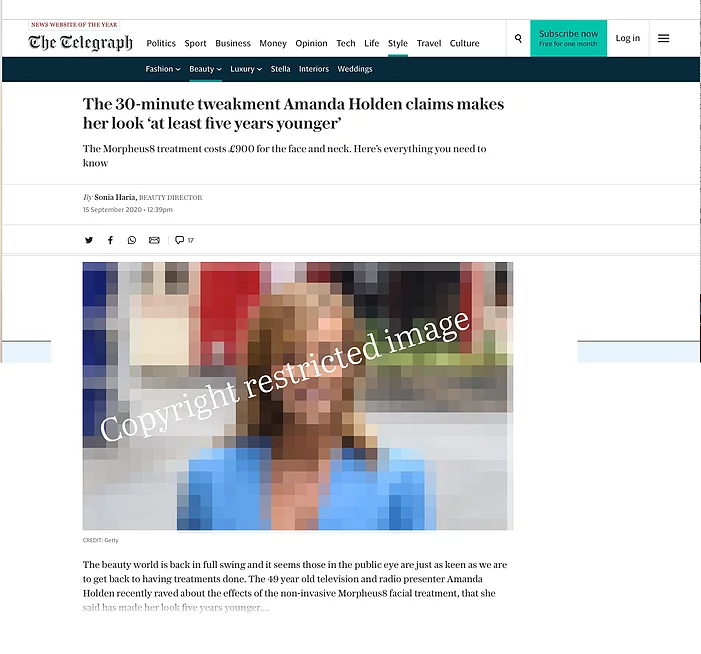 NEWS WEBSITE OF THE YEAR
The Telegraph
Politics Sport Business Money Opinion Tech Life Style Travel Culture
Subscribe now
Free for one month
Log in
Fashion Beauty Luxury Stella Interiors Weddings
The 30-minute tweakment Amanda Holden claims makes
her look ‘at least five years younger’
The Morpheus8 treatment costs £900 for the face and neck. Here’s everything you need to
know
By Sonia Haria, BEAUTY DIRECTOR
15 September 2020 • 12:39pm
17
Copyright restricted image
CREDIT: Getty
The beauty world is back in full swing and it seems those in the public eye are just as keen as we are
to get back to having treatments done. The 49 year old television and radio presenter Amanda
Holden recently raved about the effects of the non-invasive Morpheus8 facial treatment, that she
said has made her look five years younger....